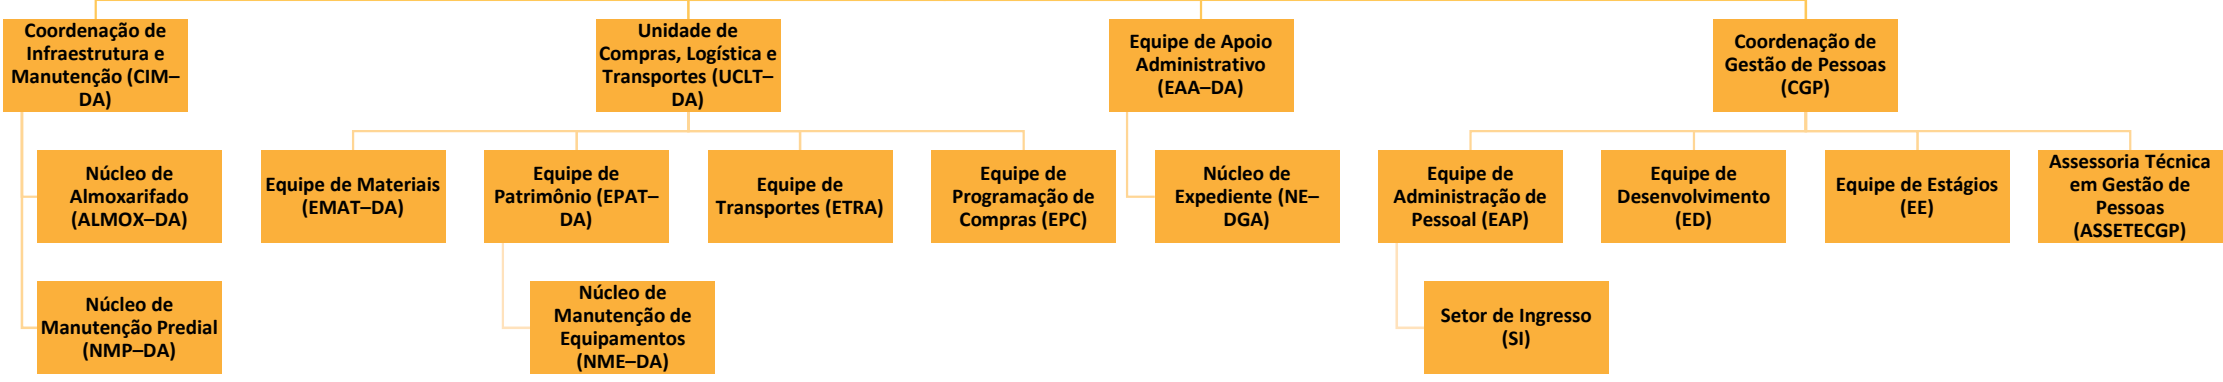 Coordenação de
Infraestrutura e
Manutenção (CIM–
DA)
Unidade de
Compras, Logística e
Transportes (UCLT–
DA)
Equipe de Apoio
Administrativo
(EAA–DA)
Coordenação de
Gestão de Pessoas
(CGP)
Núcleo de
Almoxarifado
(ALMOX–DA)
Equipe de Materiais
(EMAT–DA)
Equipe de
Patrimônio (EPAT–
DA)
Equipe de
Transportes (ETRA)
Equipe de
Programação de
Compras (EPC)
Núcleo de
Expediente (NE–
DGA)
Equipe de
Administração de
Pessoal (EAP)
Equipe de
Desenvolvimento
(ED)
Equipe de Estágios
(EE)
Assessoria Técnica
em Gestão de
Pessoas
(ASSETECGP)
Núcleo de
Manutenção Predial
(NMP–DA)
Núcleo de
Manutenção de
Equipamentos
(NME–DA)
Setor de Ingresso
(SI)